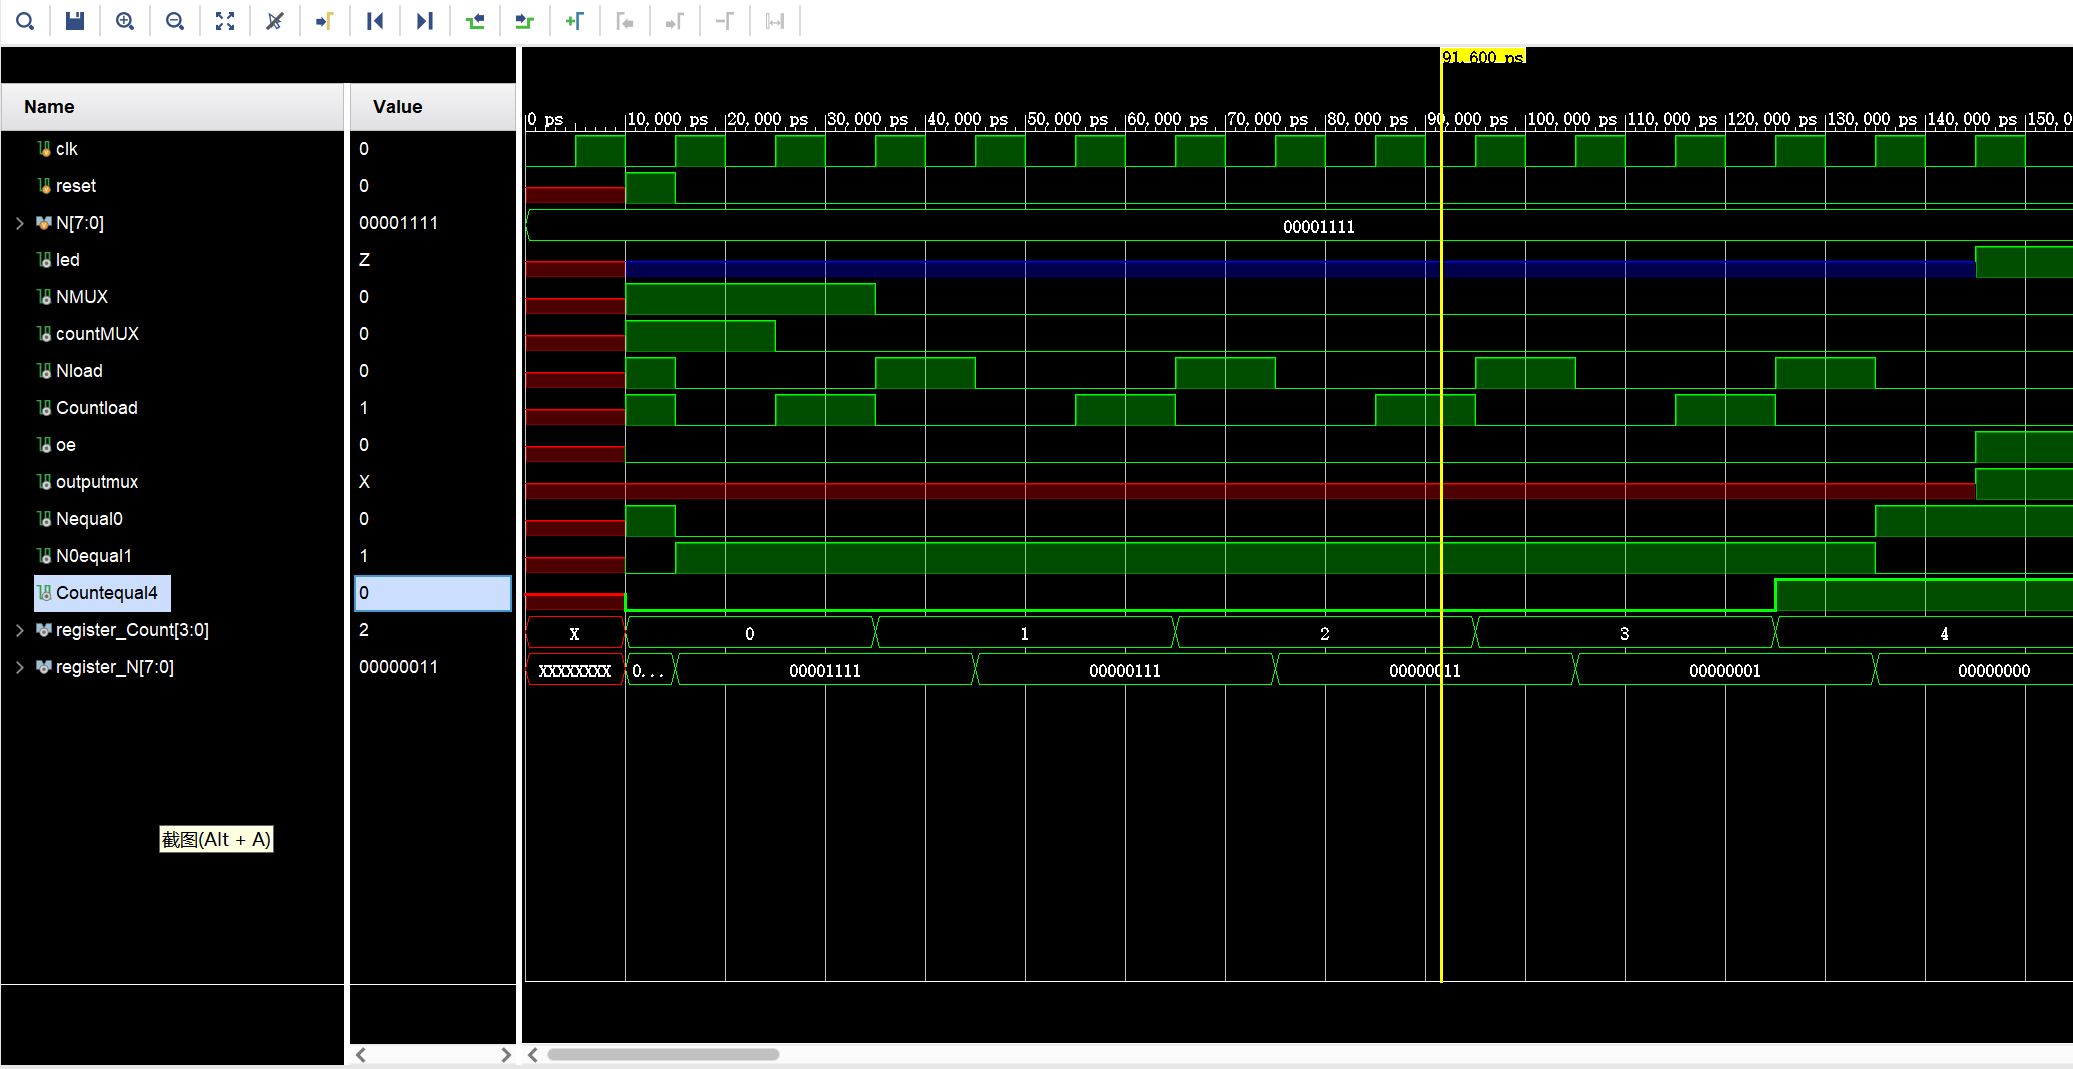 91,600 ps
Name Value
0 ps 10,000 ps 20,000 ps 30,000 ps 40,000 ps 50,000 ps 60,000 ps 70,000 ps 80,000 ps 90,000 ps 100,000 ps 110,000 ps 120,000 ps 130,000 ps 140,000 ps 150,0
clk 0
reset 0
N[7:0] 00001111 00001111
led Z
NMUX 0
countMUX 0
Nload 0
Countload 1
oe 0
outputmux X
Nequal0 0
N0equal1 1
Countequal4 0
register_Count[3:0] 2 X 0 1 2 3 4
register_N[7:0] 00000011 XXXXXXXX 0... 00001111 00000111 00000011 00000001 00000000
截图(Alt + A)